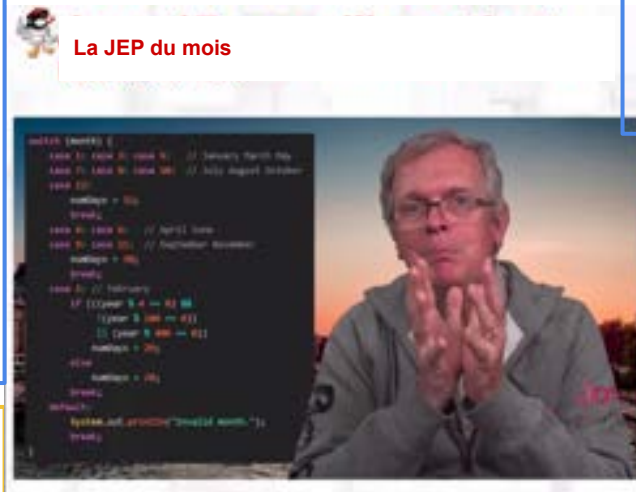 La JEP du mois
switch (month) {
case 1: case 3: case 5: // January March May
case 7: case 8: case 10: // July August October
case 12:
numDays = 31;
break;
case 4: case 6: // April June
case 9: case 11: // September November
numDays = 30;
break;
case 2: // February
if (((year % 4 == 0) &&
!(year % 100 == 0))
|| (year % 400 == 0))
numDays = 29;
else
numDays = 28;
break;
default:
System.out.println("Invalid month.");
break;
}